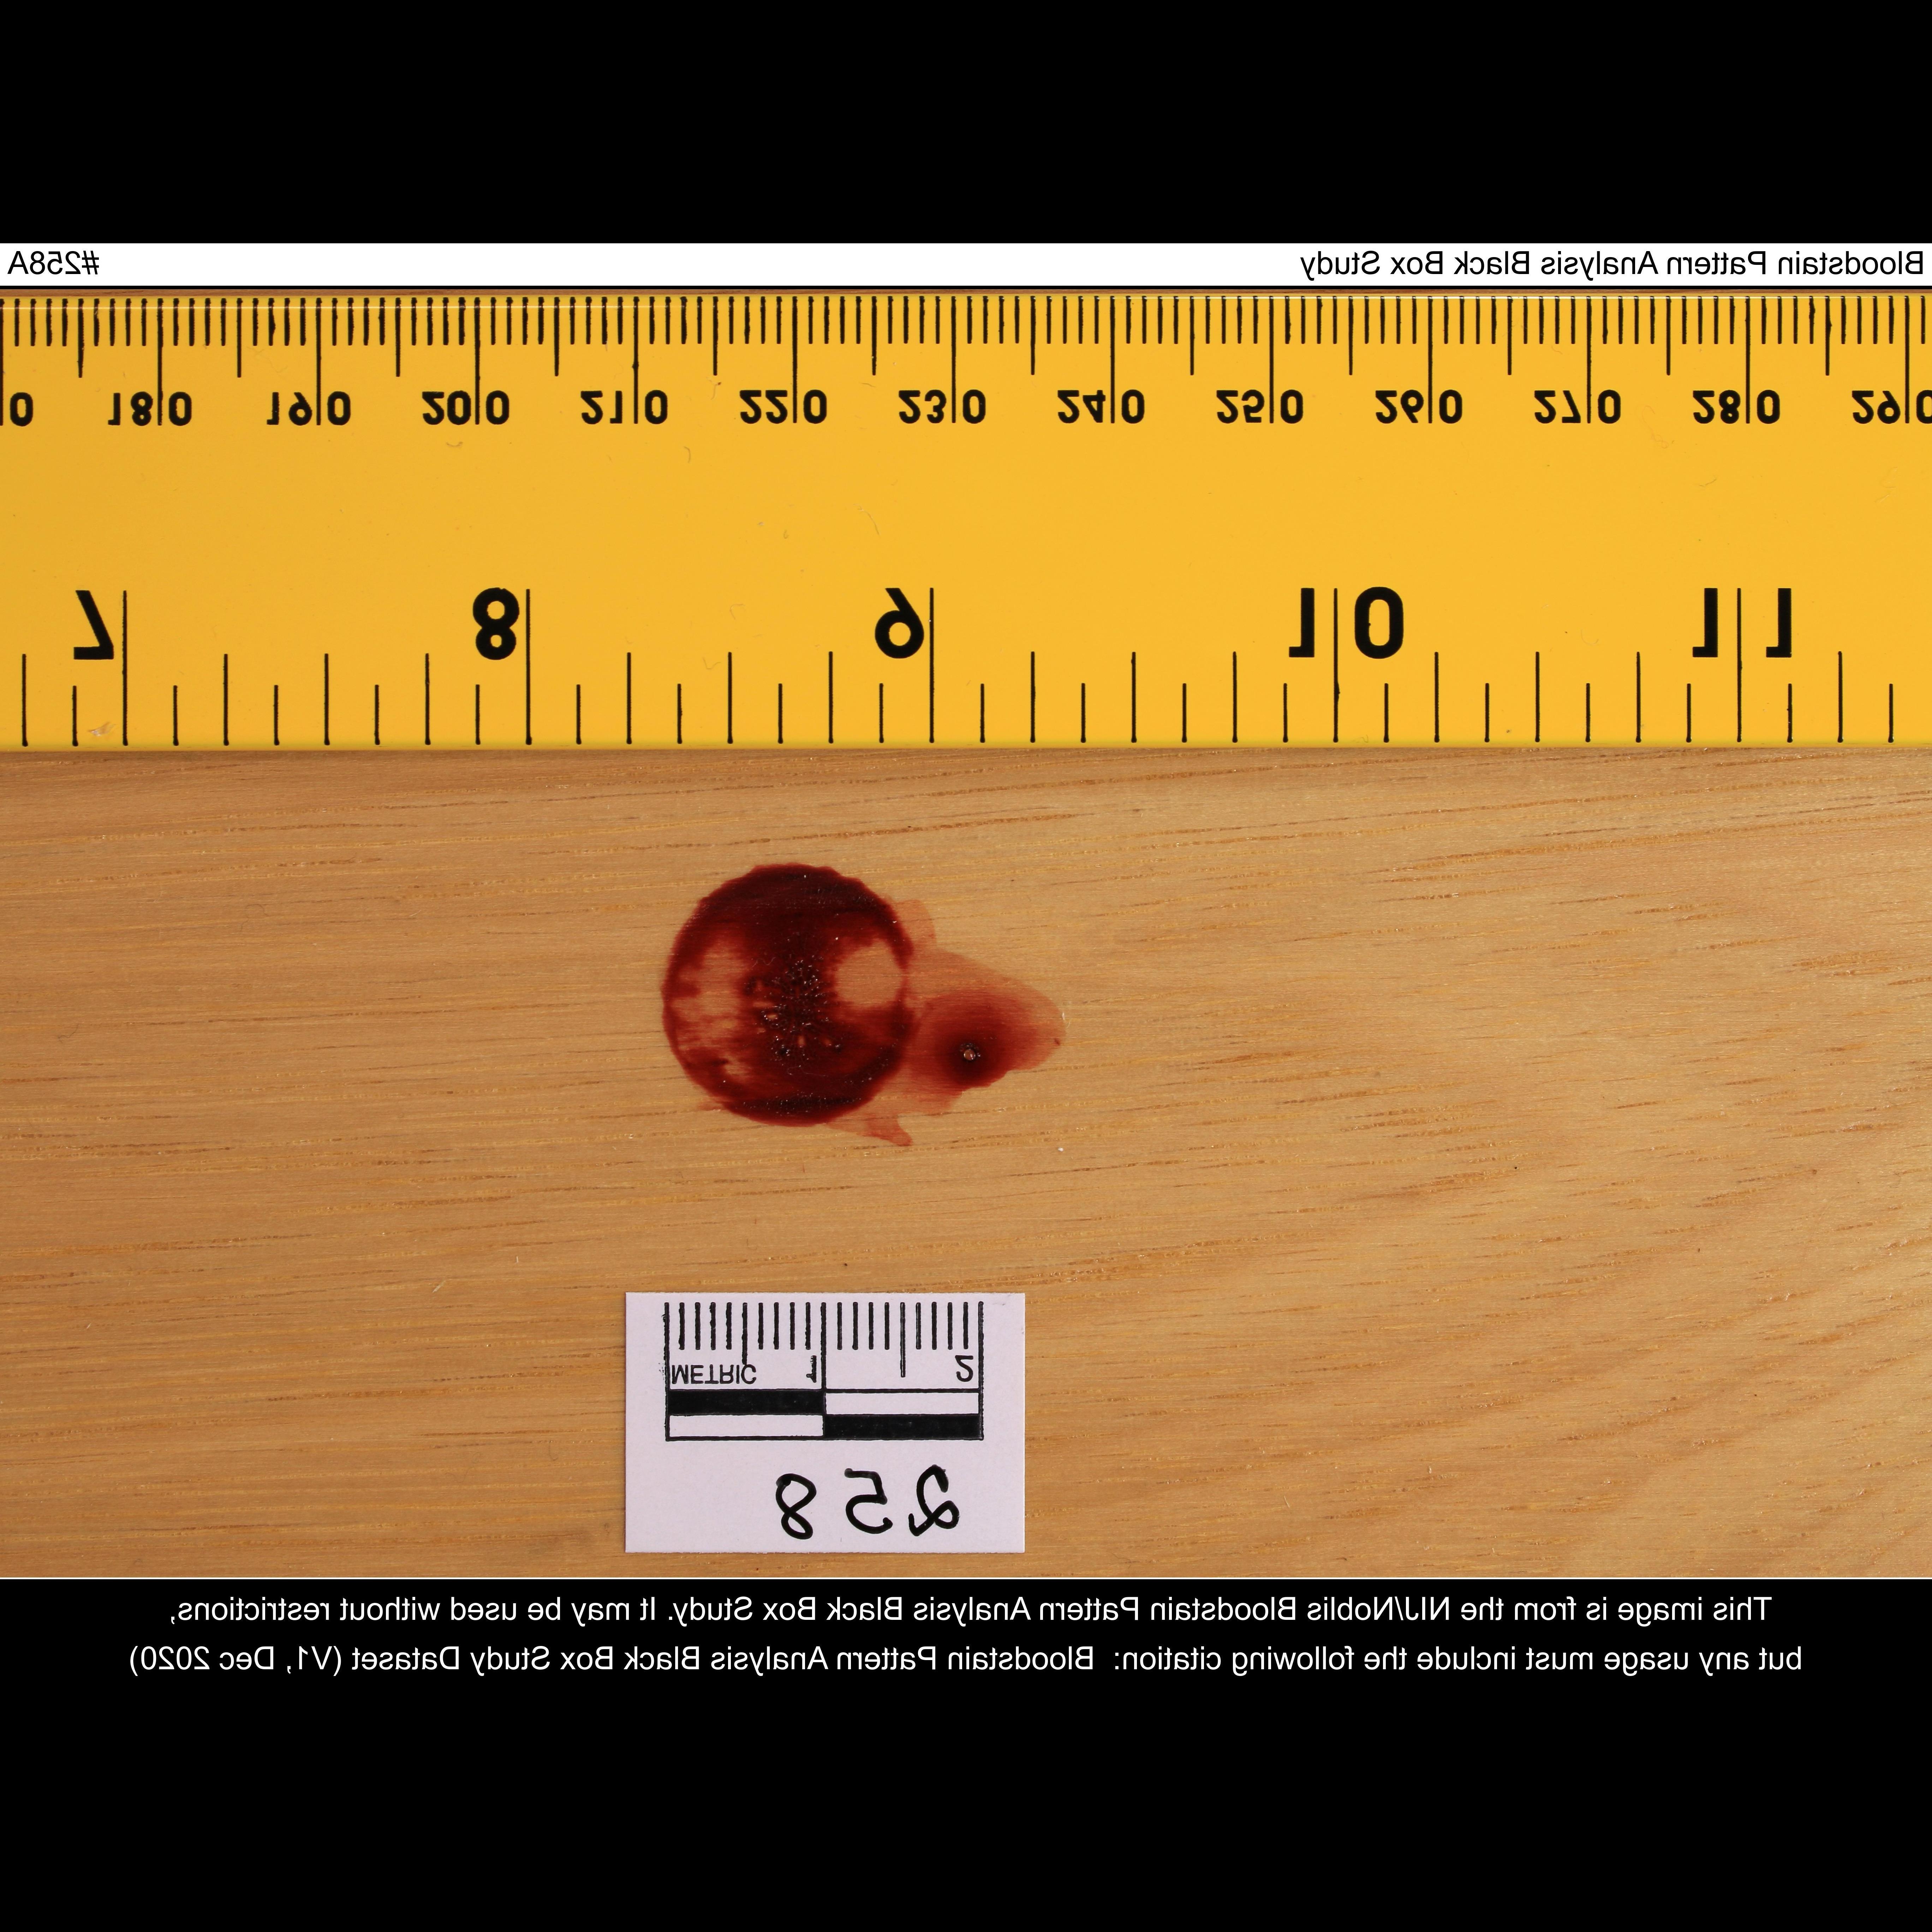 Bloodstain Pattern Analysis Black Box Study #258A
0 180 190 200 210 220 230 240 250 260 270 280 290
7 8 9 10 11
METRIC 1 2
258
This image is from the NIJ/Noblis Bloodstain Pattern Analysis Black Box Study. It may be used without restrictions,
but any usage must include the following citation: Bloodstain Pattern Analysis Black Box Study Dataset (V1, Dec 2020)